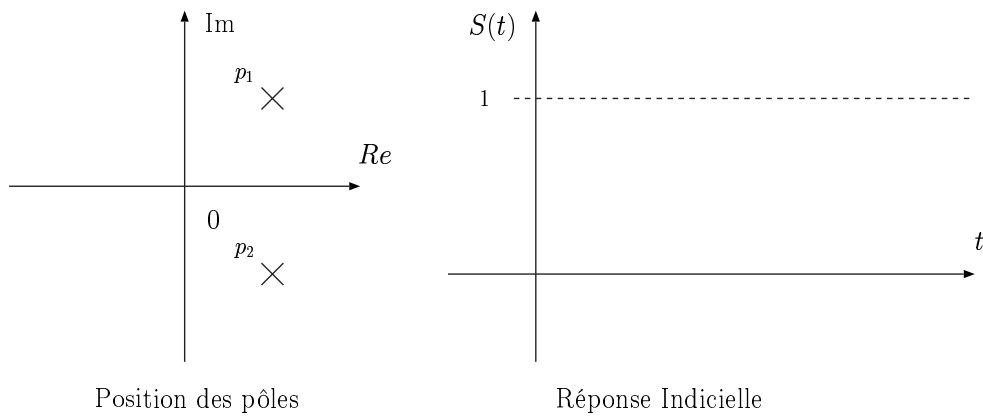 Im
p₁
Re
0
p₂
Position des pôles
S(t)
1
t
Réponse Indicielle